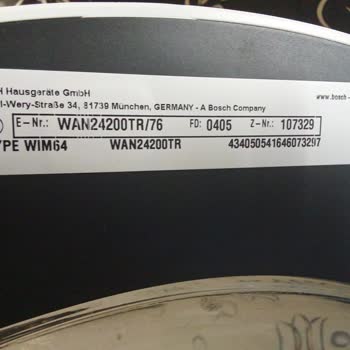 H Hausgeräte GmbH
l-Wery-Straße 34, 81739 München, GERMANY - A Bosch Company www.bosch-
E-Nr.: WAN24200TR/76 FD: 0405 Z-Nr.: 107329
YPE WIM64 WAN24200TR 434050541646073297